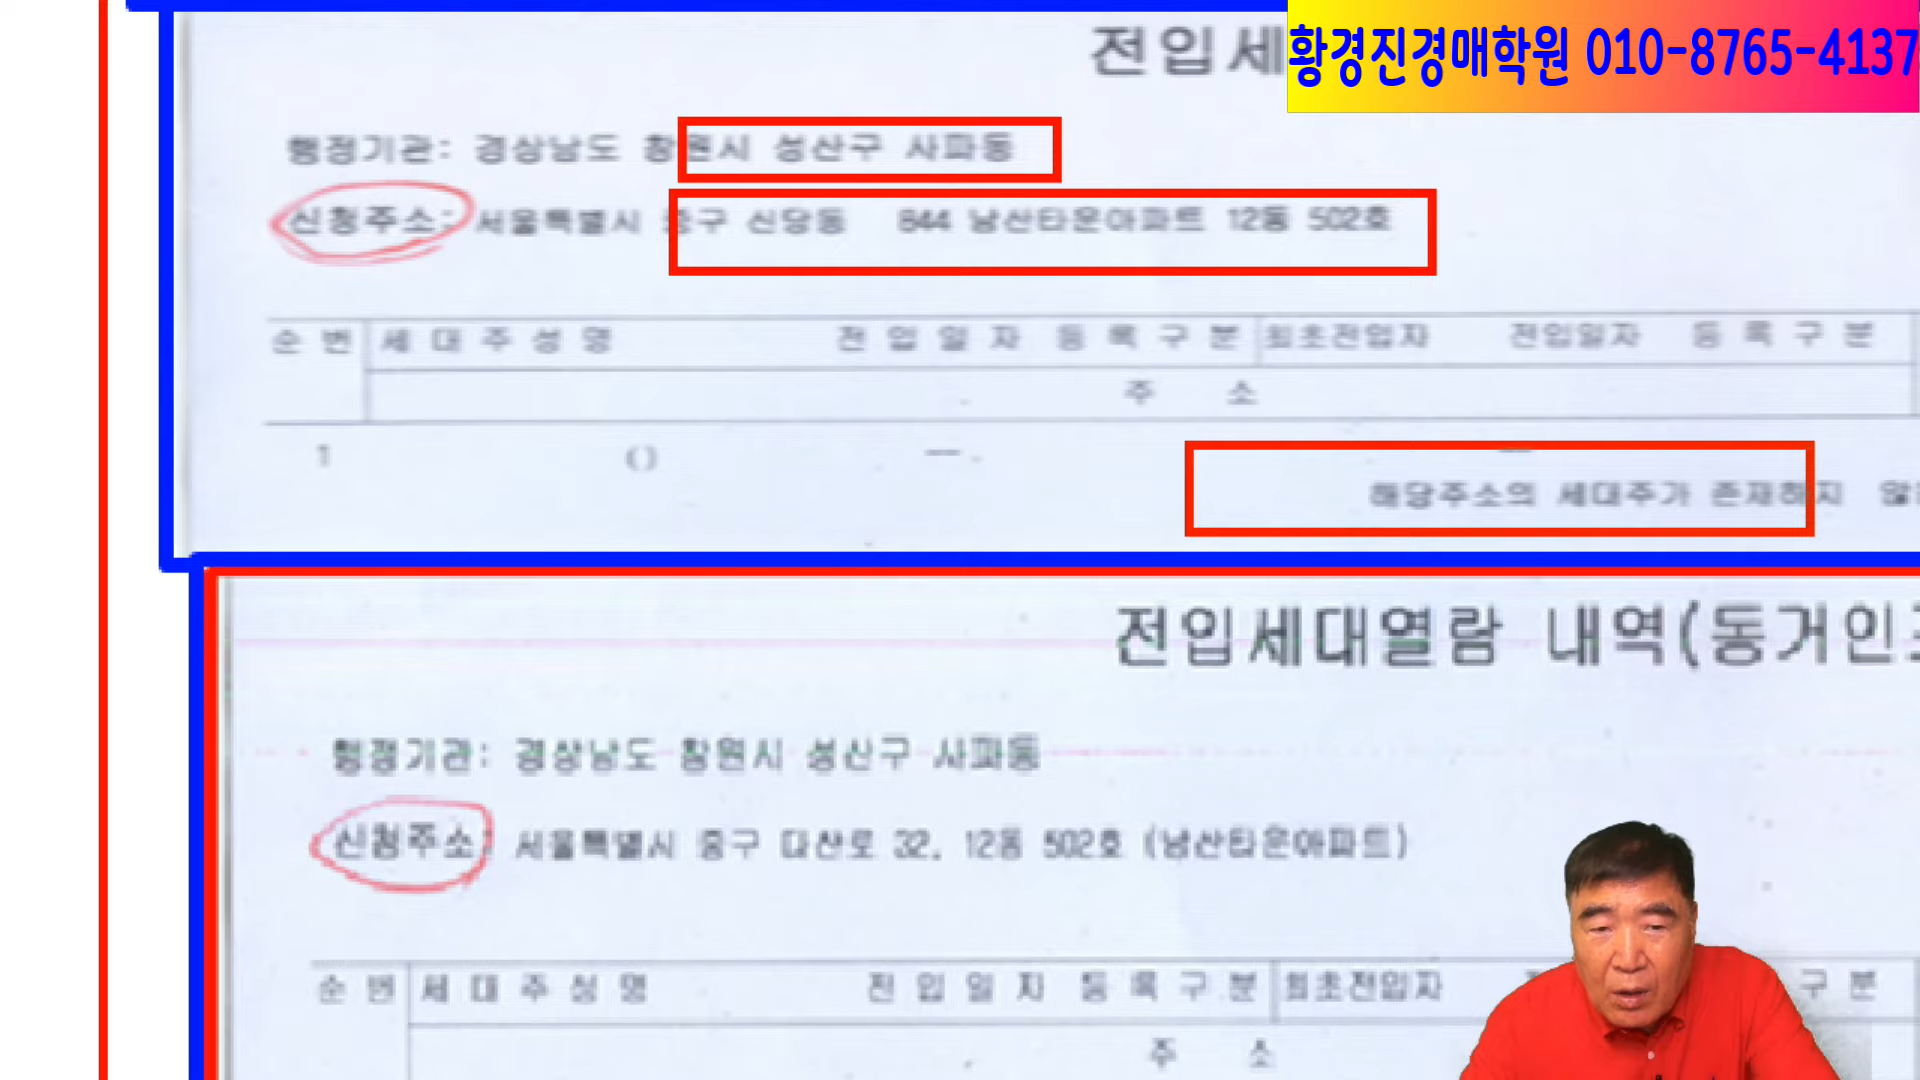 전입세
황경진경매학원 010-8765-4137
행정기관: 경상남도 창원시 성산구 사파동
신청주소: 서울특별시 중구 신당동 844 남산타운아파트 12동 502호
순 번 세 대 주 성 명 전 입 일 자 등 록 구 분 최초전입자 전입일자 등 록 구 분
주 소
1 ( ) -- --
해당주소의 세대주가 존재하지
전입세대열람 내역(동거인
행정기관: 경상남도 창원시 성산구 사파동
신청주소: 서울특별시 중구 다산로 32, 12동 502호 (남산타운아파트)
순 번 세 대 주 성 명 전 입 일 자 등 록 구 분 최초전입자 구 분
주 소